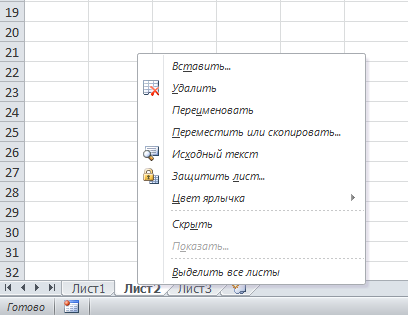 19
20
21
22
23
24
25
26
27
28
29
30
31
32
Вставить...
Удалить
Переименовать
Переместить или скопировать...
Исходный текст
Защитить лист...
Цвет ярлычка
Скрыть
Показать...
Выделить все листы
Лист1 Лист2 Лист3
Готово